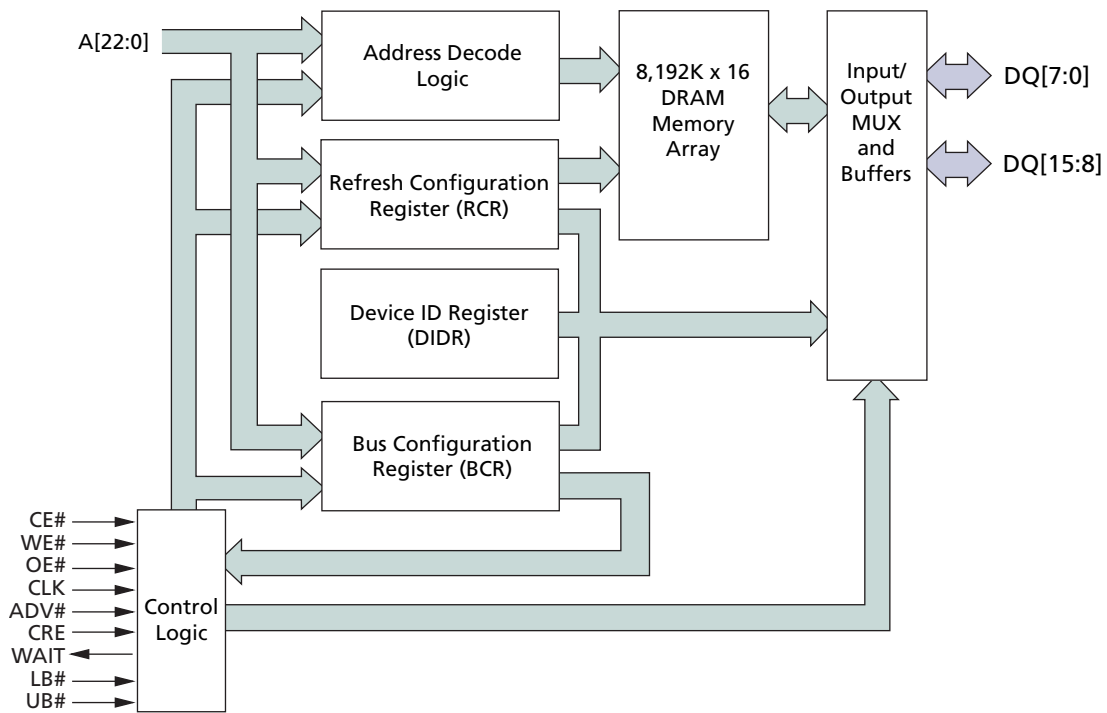 A[22:0]
Address Decode
Logic
8,192K x 16
DRAM
Memory
Array
Input/
Output
MUX
and
Buffers
DQ[7:0]
DQ[15:8]
Refresh Configuration
Register (RCR)
Device ID Register
(DIDR)
Bus Configuration
Register (BCR)
CE#
WE#
OE#
CLK
ADV#
CRE
WAIT
LB#
UB#
Control
Logic